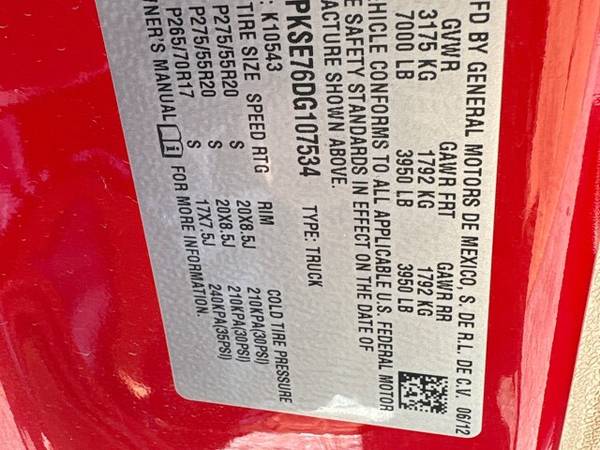 MFD BY GENERAL MOTORS DE MEXICO, S. DE R.L. DE C.V. 06/12
GVWR GAWR FRT GAWR RR
3175 KG 1792 KG 1792 KG
7000 LB 3950 LB 3950 LB
VEHICLE CONFORMS TO ALL APPLICABLE U.S. FEDERAL MOTOR
E SAFETY STANDARDS IN EFFECT ON THE DATE OF
FACTURE SHOWN ABOVE.
PKSE76DG107534 TYPE: TRUCK
: K10543
TIRE SIZE SPEED RTG RIM COLD TIRE PRESSURE
P275/55R20 S 20X8.5J 210KPA(30PSI)
P275/55R20 S 20X8.5J 210KPA(30PSI)
P265/70R17 S 17X7.5J 240KPA(35PSI)
WNER'S MANUAL FOR MORE INFORMATION.